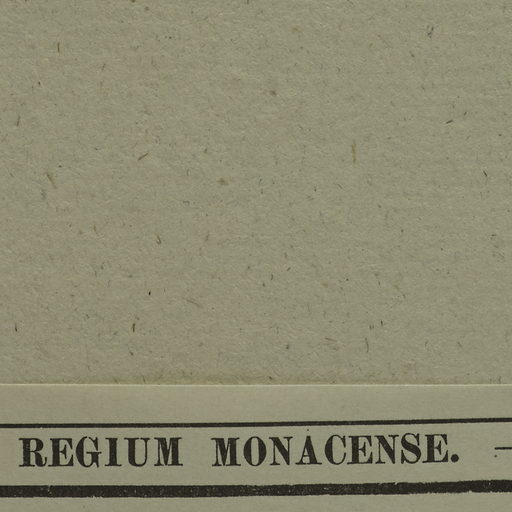 REGIUM MONACENSE. —